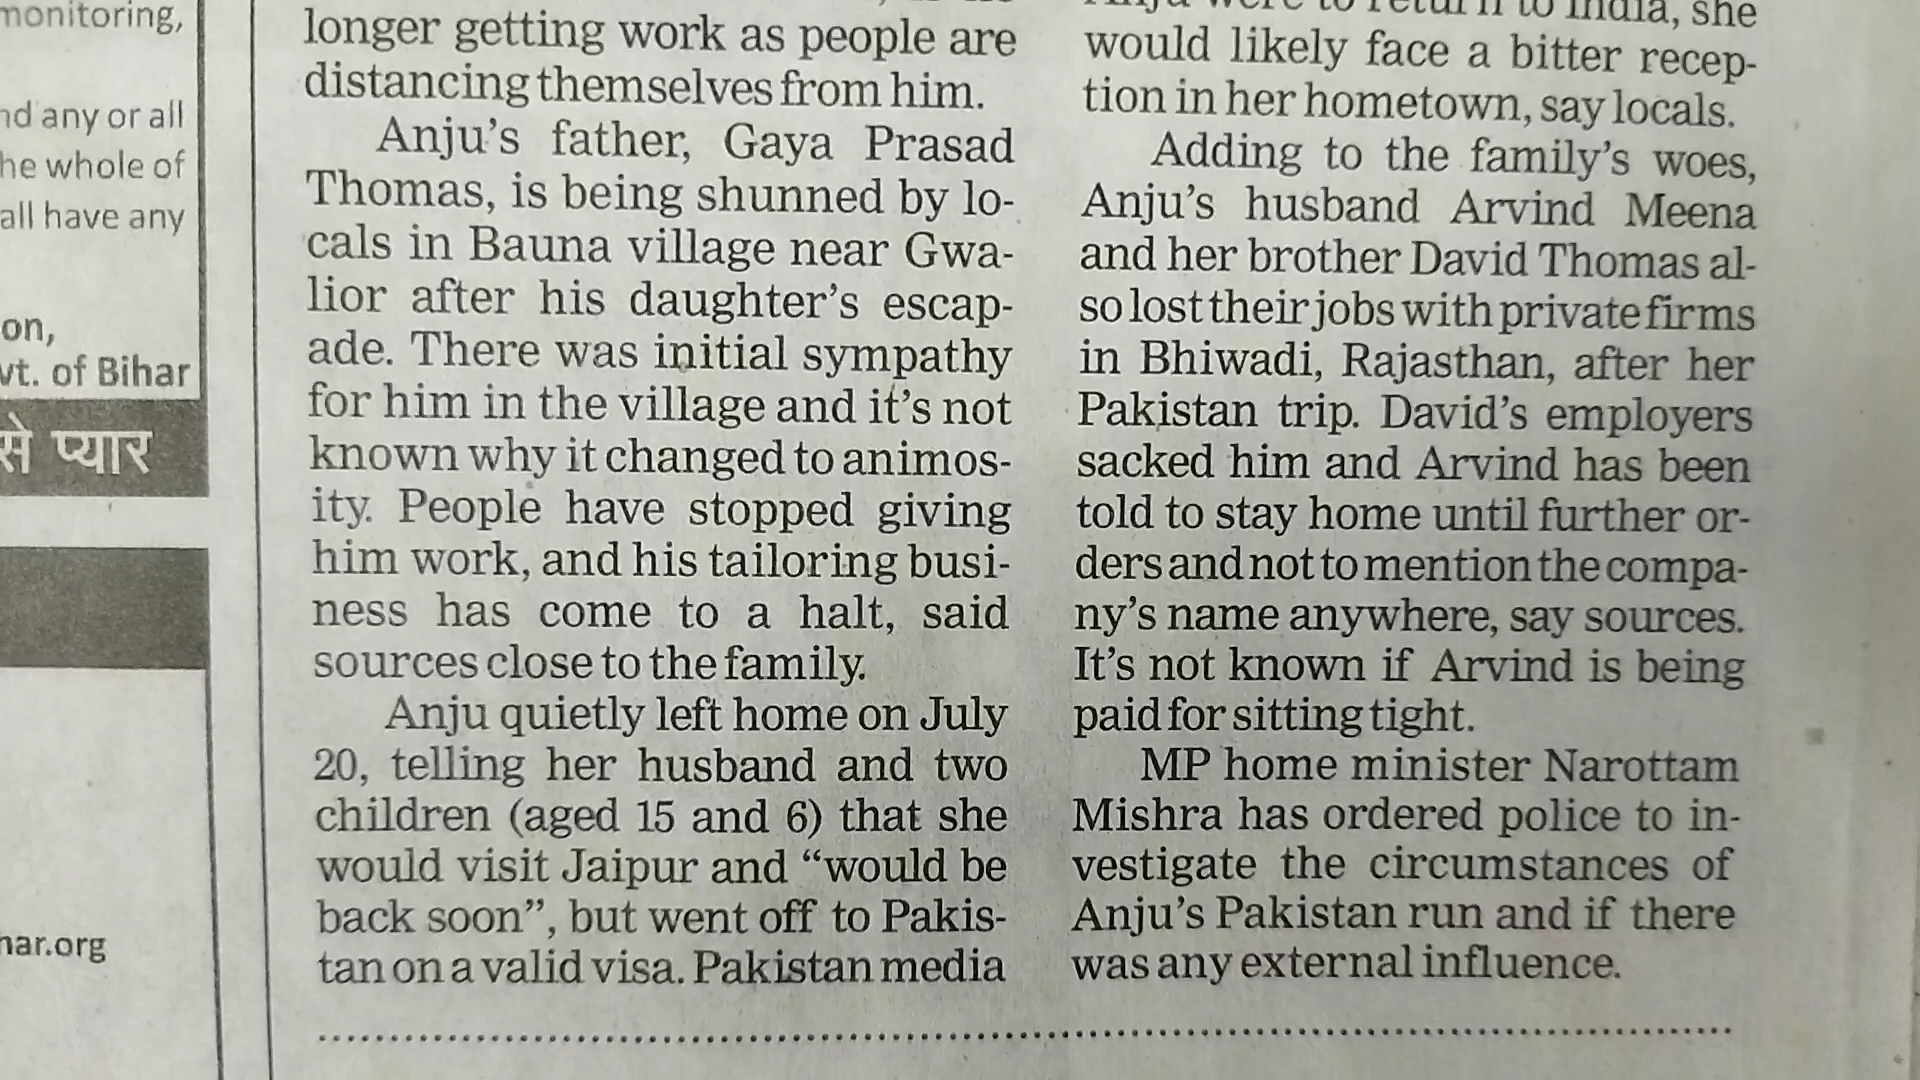 monitoring,
nd any or all
he whole of
all have any
on,
vt. of Bihar
से प्यार
har.org
longer getting work as people are
distancing themselves from him.
Anju's father, Gaya Prasad
Thomas, is being shunned by lo-
cals in Bauna village near Gwa-
lior after his daughter's escap-
ade. There was initial sympathy
for him in the village and it's not
known why it changed to animos-
ity. People have stopped giving
him work, and his tailoring busi-
ness has come to a halt, said
sources close to the family.
Anju quietly left home on July
20, telling her husband and two
children (aged 15 and 6) that she
would visit Jaipur and “would be
back soon”, but went off to Pakis-
tan on a valid visa. Pakistan media
Anju were to return to India, she
would likely face a bitter recep-
tion in her hometown, say locals.
Adding to the family's woes,
Anju's husband Arvind Meena
and her brother David Thomas al-
so lost their jobs with private firms
in Bhiwadi, Rajasthan, after her
Pakistan trip. David's employers
sacked him and Arvind has been
told to stay home until further or-
ders and not to mention the compa-
ny's name anywhere, say sources.
It's not known if Arvind is being
paid for sitting tight.
MP home minister Narottam
Mishra has ordered police to in-
vestigate the circumstances of
Anju's Pakistan run and if there
was any external influence.